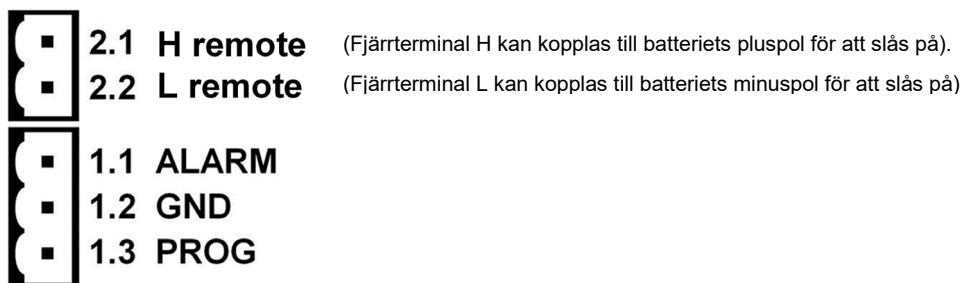 2.1 H remote (Fjärrterminal H kan kopplas till batteriets pluspol för att slås på).
2.2 L remote (Fjärrterminal L kan kopplas till batteriets minuspol för att slås på)
1.1 ALARM
1.2 GND
1.3 PROG